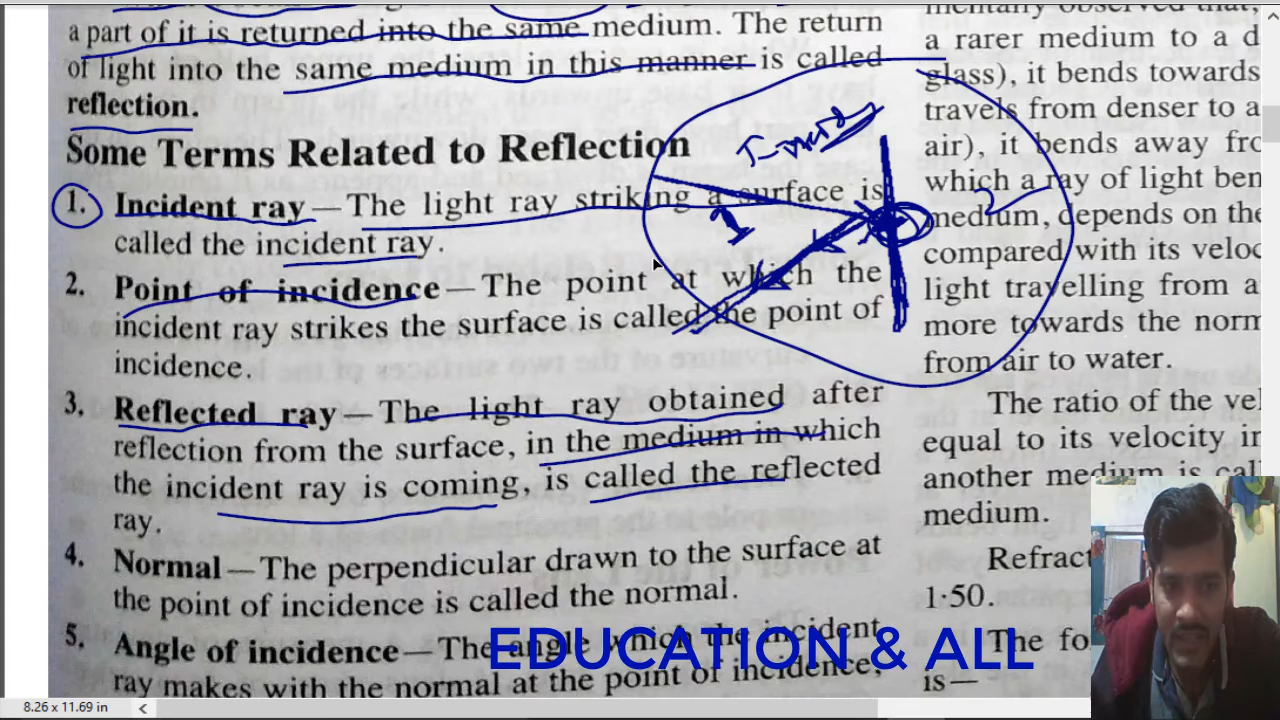 a part of it is returned into the same medium. The return
of light into the same medium in this manner is called
reflection.
Some Terms Related to Reflection
1. Incident ray — The light ray striking a surface is
called the incident ray.
2. Point of incidence — The point at which the
incident ray strikes the surface is called the point of
incidence.
3. Reflected ray — The light ray obtained after
reflection from the surface, in the medium in which
the incident ray is coming, is called the reflected
ray.
4. Normal — The perpendicular drawn to the surface at
the point of incidence is called the normal.
5. Angle of incidence — The angle which the incident
ray makes with the normal at the point of incidence,
a rarer medium to a d
glass), it bends towards
travels from denser to a
air), it bends away fro
which a ray of light ben
medium, depends on the
compared with its veloc
light travelling from a
more towards the norm
from air to water.
The ratio of the vel
equal to its velocity in
another medium is call
medium.
Refract
1·50.
The fo
is—
EDUCATION & ALL
8.26 x 11.69 in